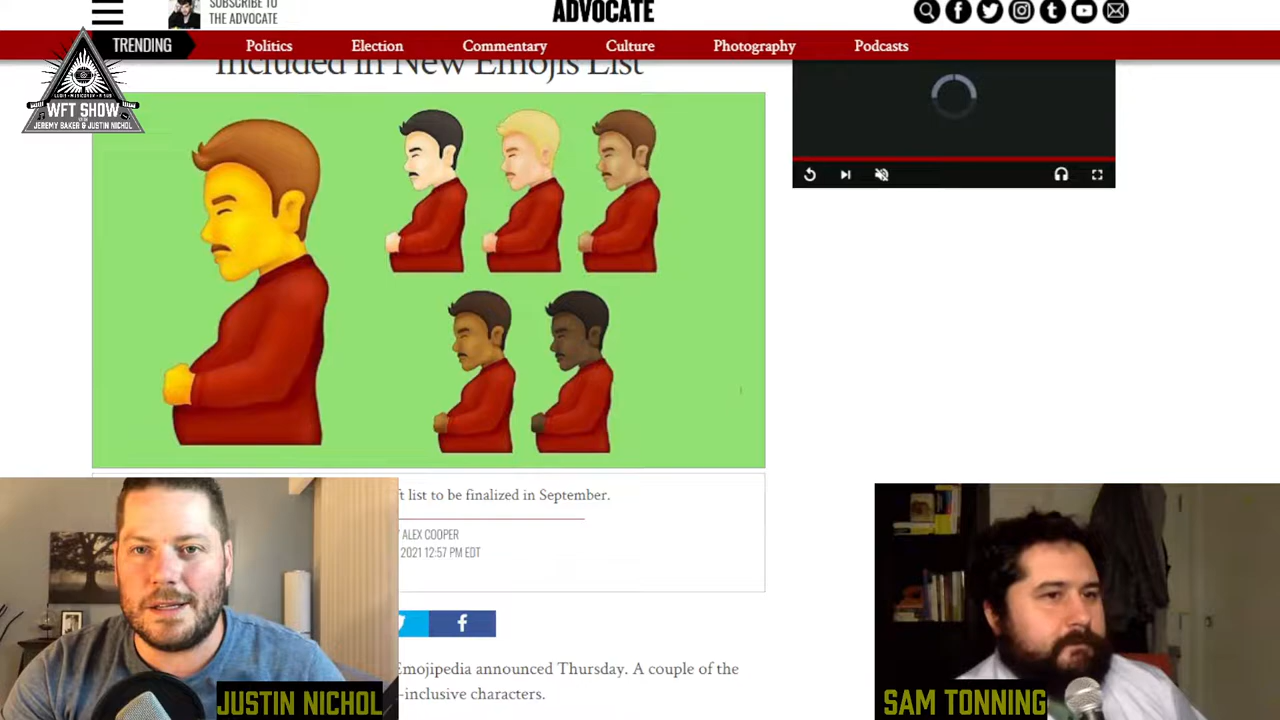 SUBSCRIBE TO
THE ADVOCATE
ADVOCATE
TRENDING
Politics
Election
Commentary
Culture
Photography
Podcasts
Included in New Emojis List
WFT SHOW
JEREMY BAKER & JUSTIN NICHOL
ft list to be finalized in September.
ALEX COOPER
2021 12:57 PM EDT
Emojipedia announced Thursday. A couple of the
-inclusive characters.
JUSTIN NICHOL
SAM TONNING